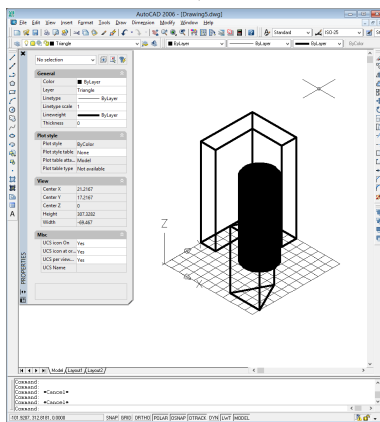 AutoCAD 2006 - [Drawing5.dwg]
File Edit View Insert Format Tools Draw Dimension Modify Window Help
Standard ISO-25
Triangle ByLayer ByLayer ByLayer ByColor
No selection
General
Color ByLayer
Layer Triangle
Linetype ByLayer
Linetype scale 1
Lineweight ByLayer
Thickness 0
Plot style
Plot style ByColor
Plot style table None
Plot table atta... Model
Plot table type Not available
View
Center X 21.2167
Center Y 17.2167
Center Z 0
Height 307.3282
Width
Misc
UCS icon On Yes
UCS icon at or... Yes
UCS per view... Yes
UCS Name
PROPERTIES
Z
X
Model Layout1 Layout2
Command:
Command:
Command: *Cancel*
Command:
Command: *Cancel*
Command:
SNAP GRID ORTHO POLAR OSNAP OTRACK DYN LWT MODEL